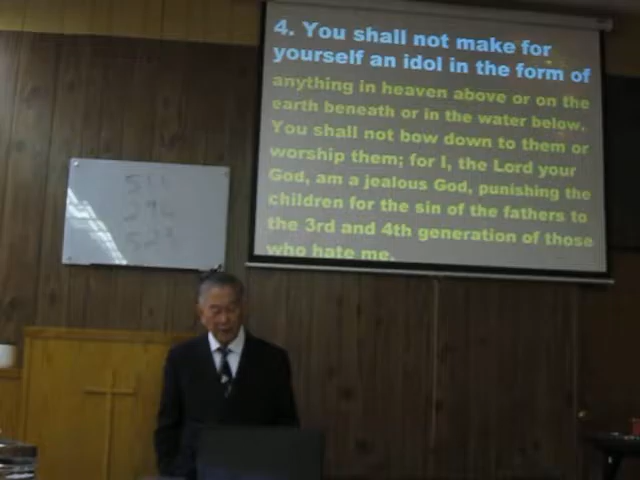 4. You shall not make for
yourself an idol in the form of
anything in heaven above or on the
earth beneath or in the water below.
You shall not bow down to them or
worship them; for I, the Lord your
God, am a jealous God, punishing the
children for the sin of the fathers to
the 3rd and 4th generation of those
who hate me.